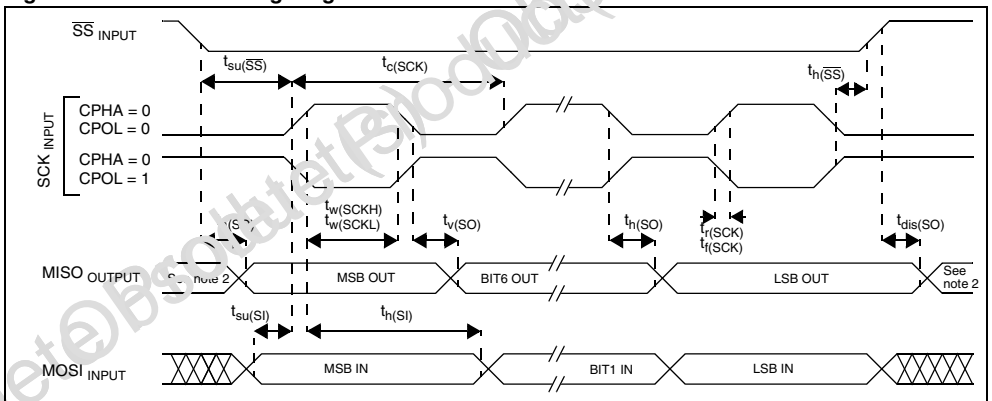 SS INPUT
tsu(SS)
tc(SCK)
th(SS)
SCK INPUT
CPHA = 0
CPOL = 0
CPHA = 0
CPOL = 1
tw(SCKH)
tw(SCKL)
tv(SO)
th(SO)
tr(SCK)
tf(SCK)
tdis(SO)
MISO OUTPUT
note 2
MSB OUT
BIT6 OUT
LSB OUT
See
note 2
tsu(SI)
th(SI)
MOSI INPUT
MSB IN
BIT1 IN
LSB IN